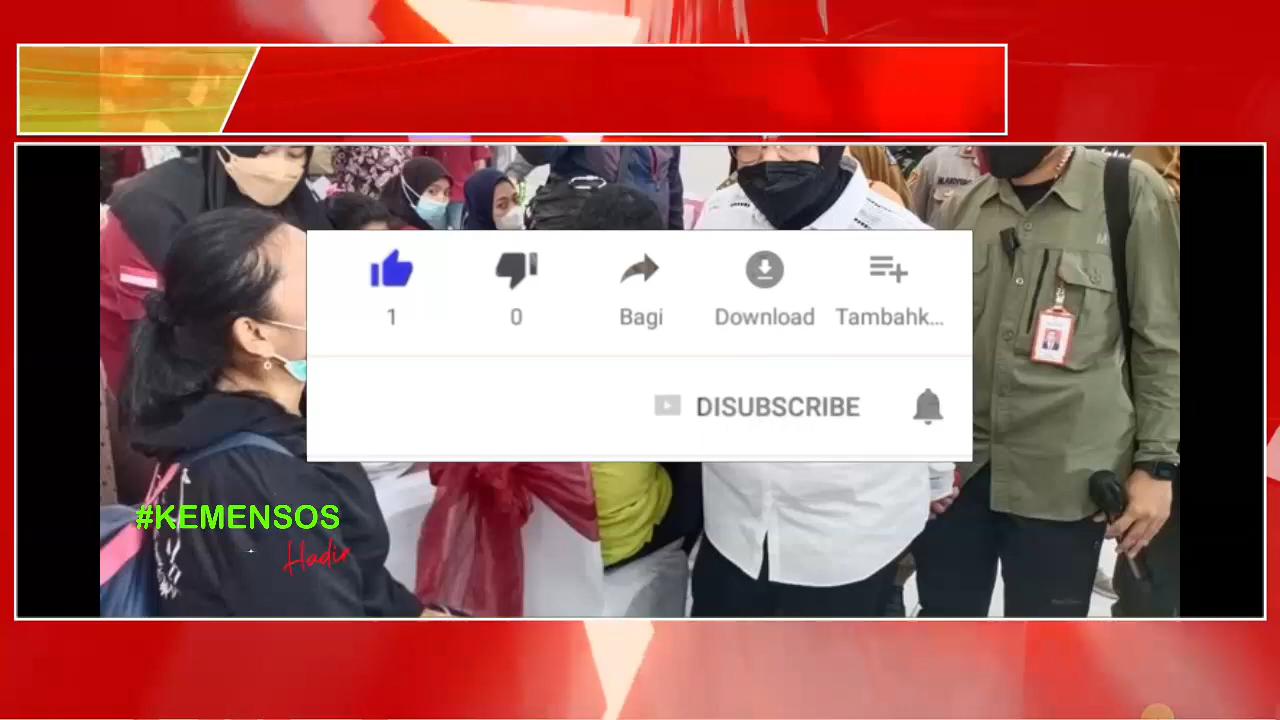 1
0
Bagi
Download
Tambahk...
DISUBSCRIBE
#KEMENSOS
Hadir